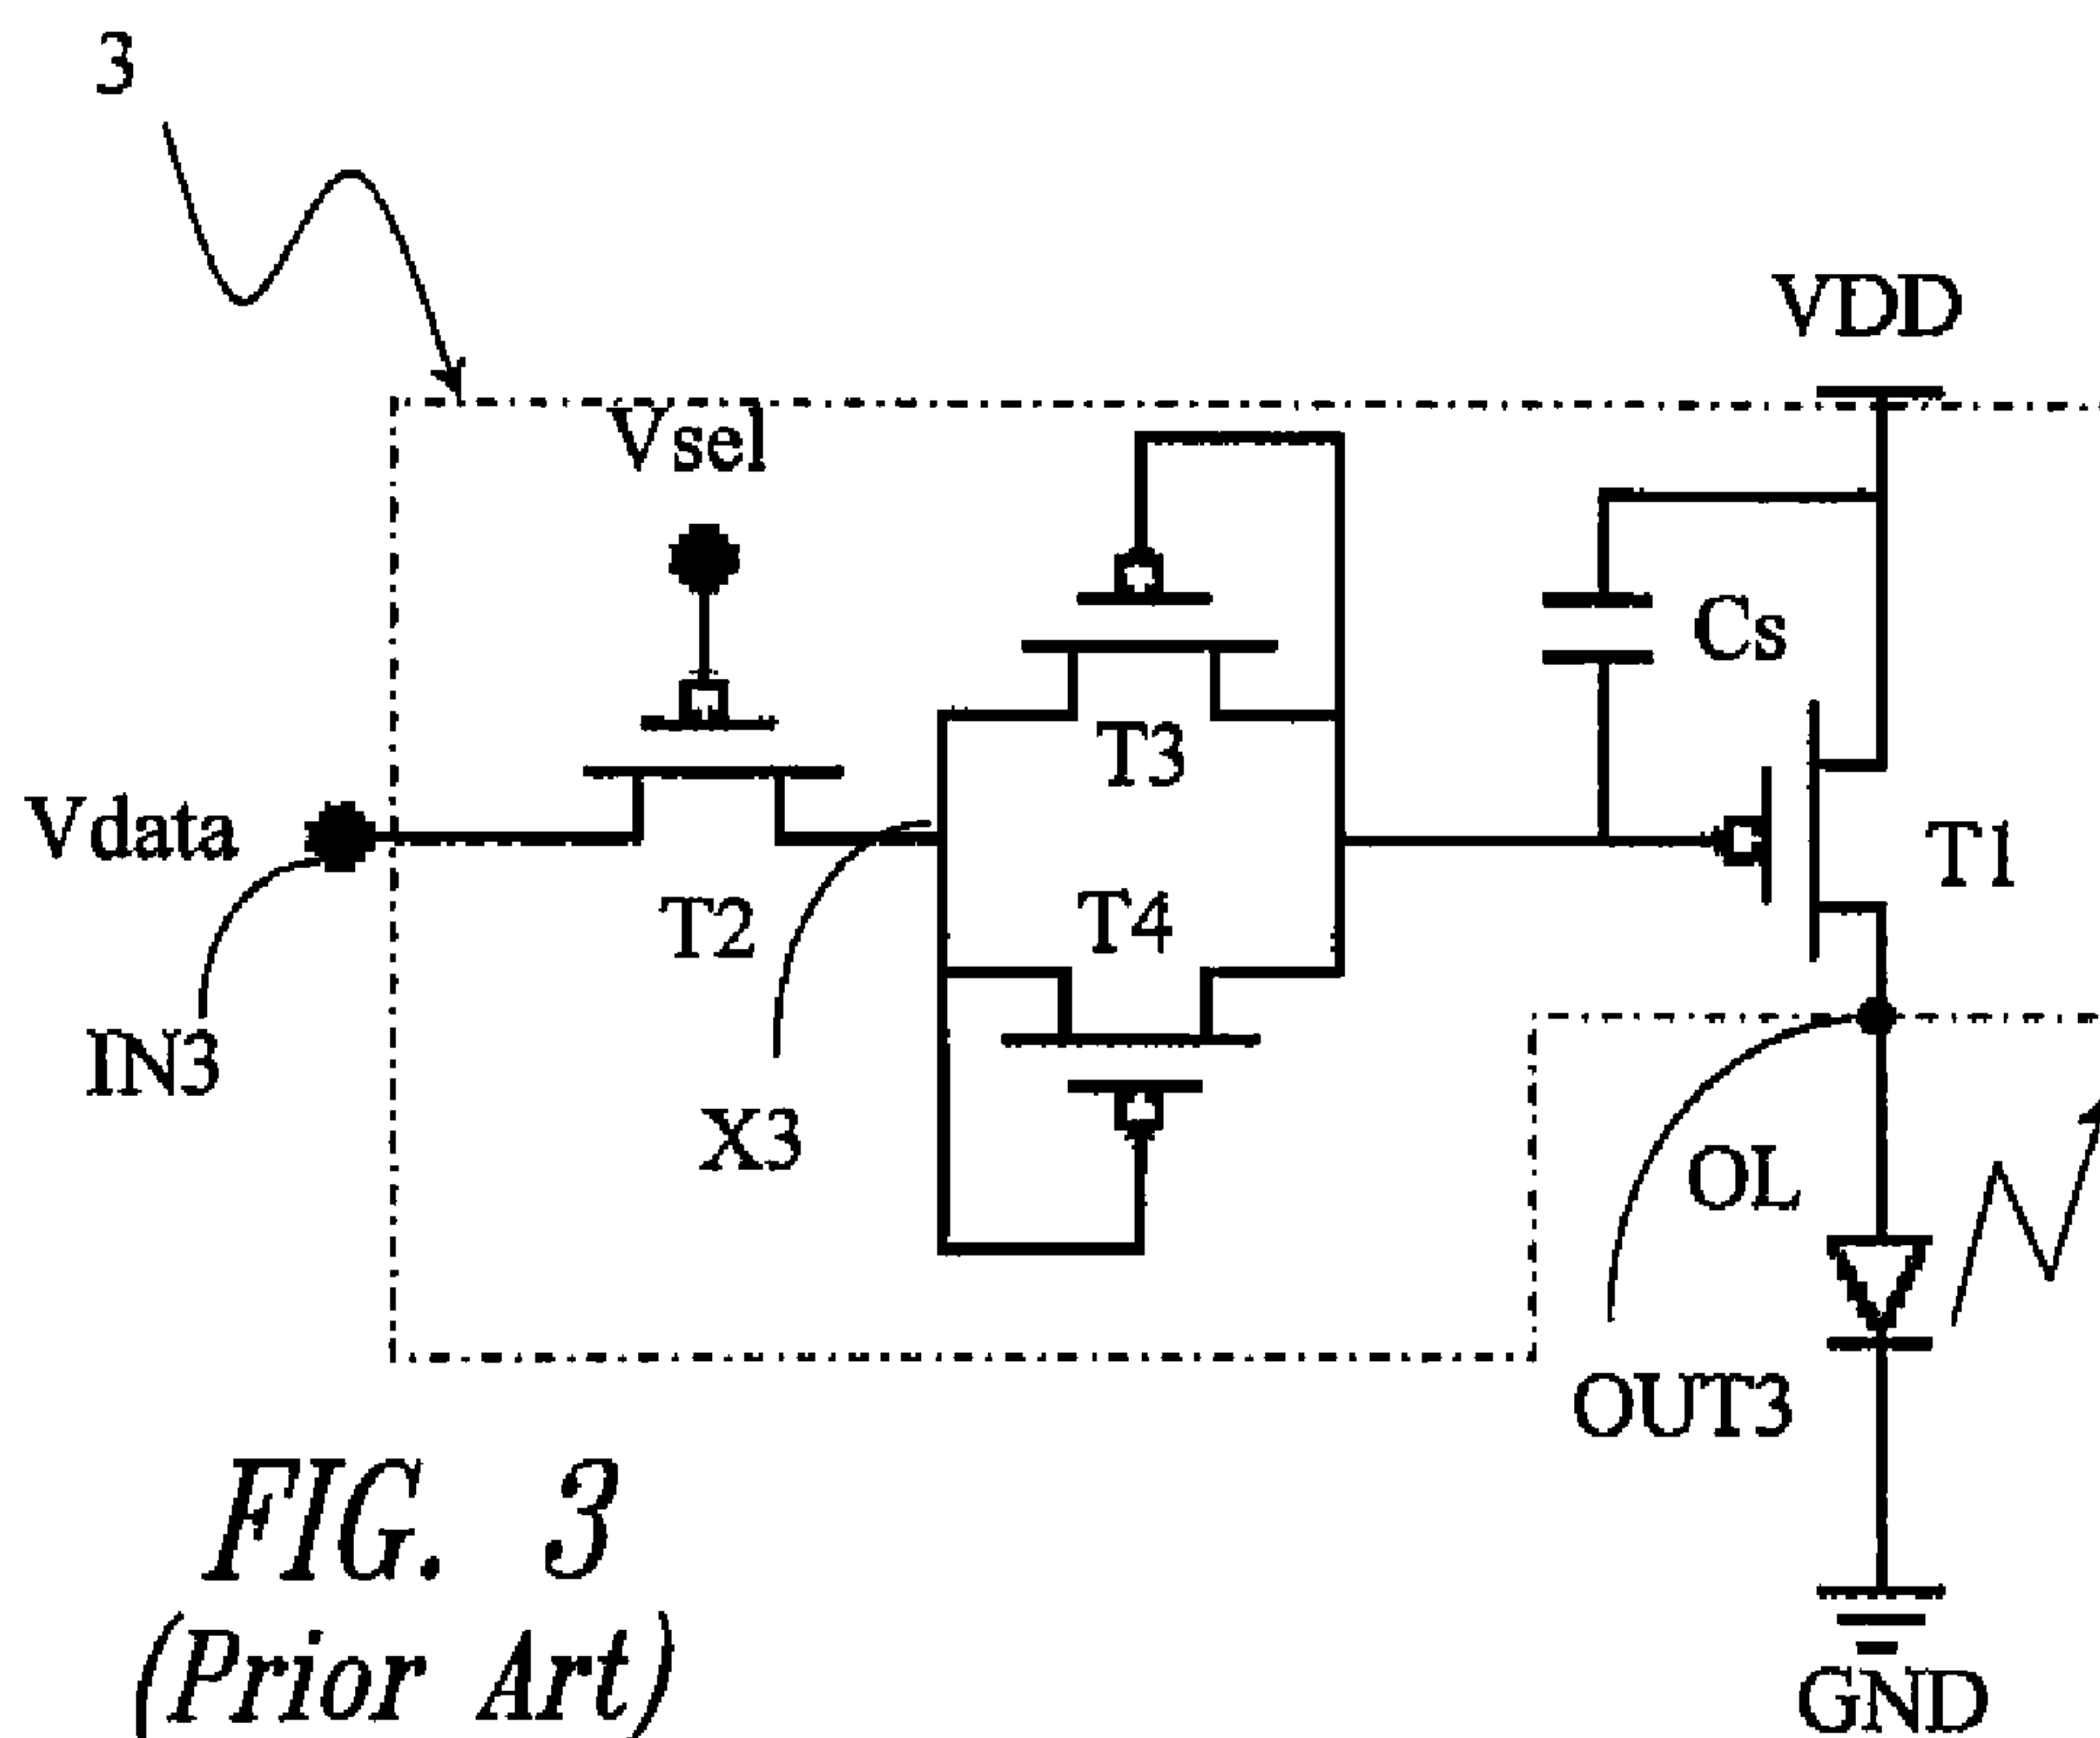 3
VDD
Vsel
Cs
T3
Vdata
T1
T2
T4
IN3
X3
OL
OUT3
FIG. 3
(Prior Art)
GND